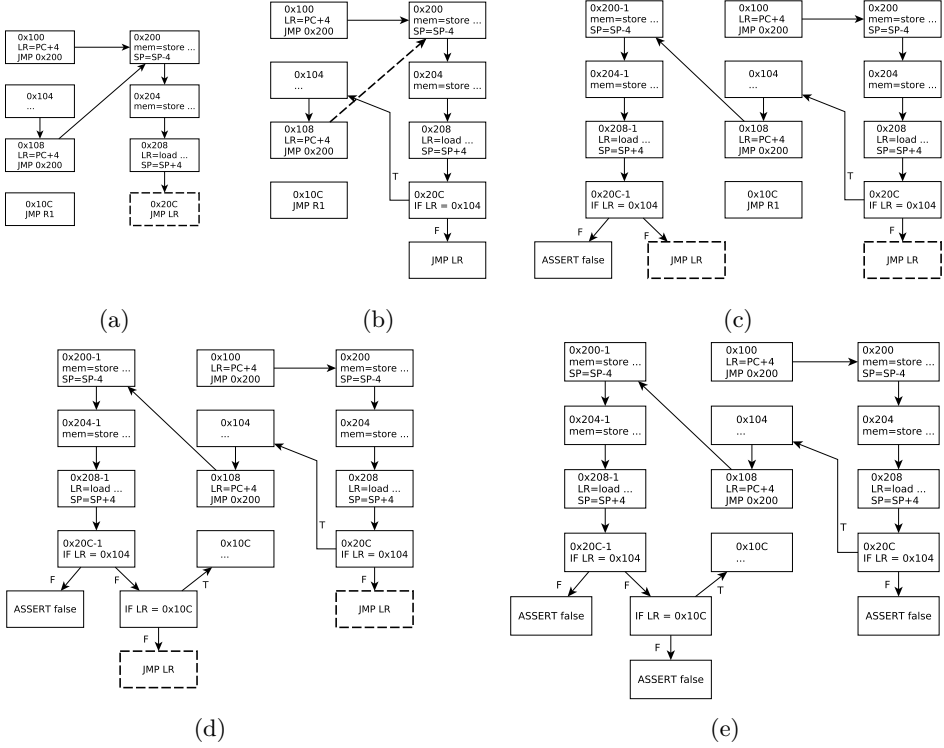 0x100
LR=PC+4
JMP 0x200
0x200
mem=store ...
SP=SP-4
0x104
...
0x204
mem=store ...
0x108
LR=PC+4
JMP 0x200
0x208
LR=load ...
SP=SP+4
0x10C
JMP R1
0x20C
JMP LR
(a)
0x100
LR=PC+4
JMP 0x200
0x200
mem=store ...
SP=SP-4
0x104
...
0x204
mem=store ...
0x108
LR=PC+4
JMP 0x200
0x208
LR=load ...
SP=SP+4
T
0x10C
JMP R1
0x20C
IF LR = 0x104
F
JMP LR
(b)
0x200-1
mem=store ...
SP=SP-4
0x100
LR=PC+4
JMP 0x200
0x200
mem=store ...
SP=SP-4
0x204-1
mem=store ...
0x104
...
0x204
mem=store ...
0x208-1
LR=load ...
SP=SP+4
0x108
LR=PC+4
JMP 0x200
0x208
LR=load ...
SP=SP+4
T
0x20C-1
IF LR = 0x104
0x10C
JMP R1
0x20C
IF LR = 0x104
F
F
F
ASSERT false
JMP LR
JMP LR
(c)
0x200-1
mem=store ...
SP=SP-4
0x100
LR=PC+4
JMP 0x200
0x200
mem=store ...
SP=SP-4
0x204-1
mem=store ...
0x104
...
0x204
mem=store ...
0x208-1
LR=load ...
SP=SP+4
0x108
LR=PC+4
JMP 0x200
0x208
LR=load ...
SP=SP+4
T
0x20C-1
IF LR = 0x104
0x10C
...
0x20C
IF LR = 0x104
F
F
T
F
ASSERT false
IF LR = 0x10C
JMP LR
F
JMP LR
(d)
0x200-1
mem=store ...
SP=SP-4
0x100
LR=PC+4
JMP 0x200
0x200
mem=store ...
SP=SP-4
0x204-1
mem=store ...
0x104
...
0x204
mem=store ...
0x208-1
LR=load ...
SP=SP+4
0x108
LR=PC+4
JMP 0x200
0x208
LR=load ...
SP=SP+4
T
0x20C-1
IF LR = 0x104
0x10C
...
0x20C
IF LR = 0x104
F
F
T
F
ASSERT false
IF LR = 0x10C
ASSERT false
F
ASSERT false
(e)